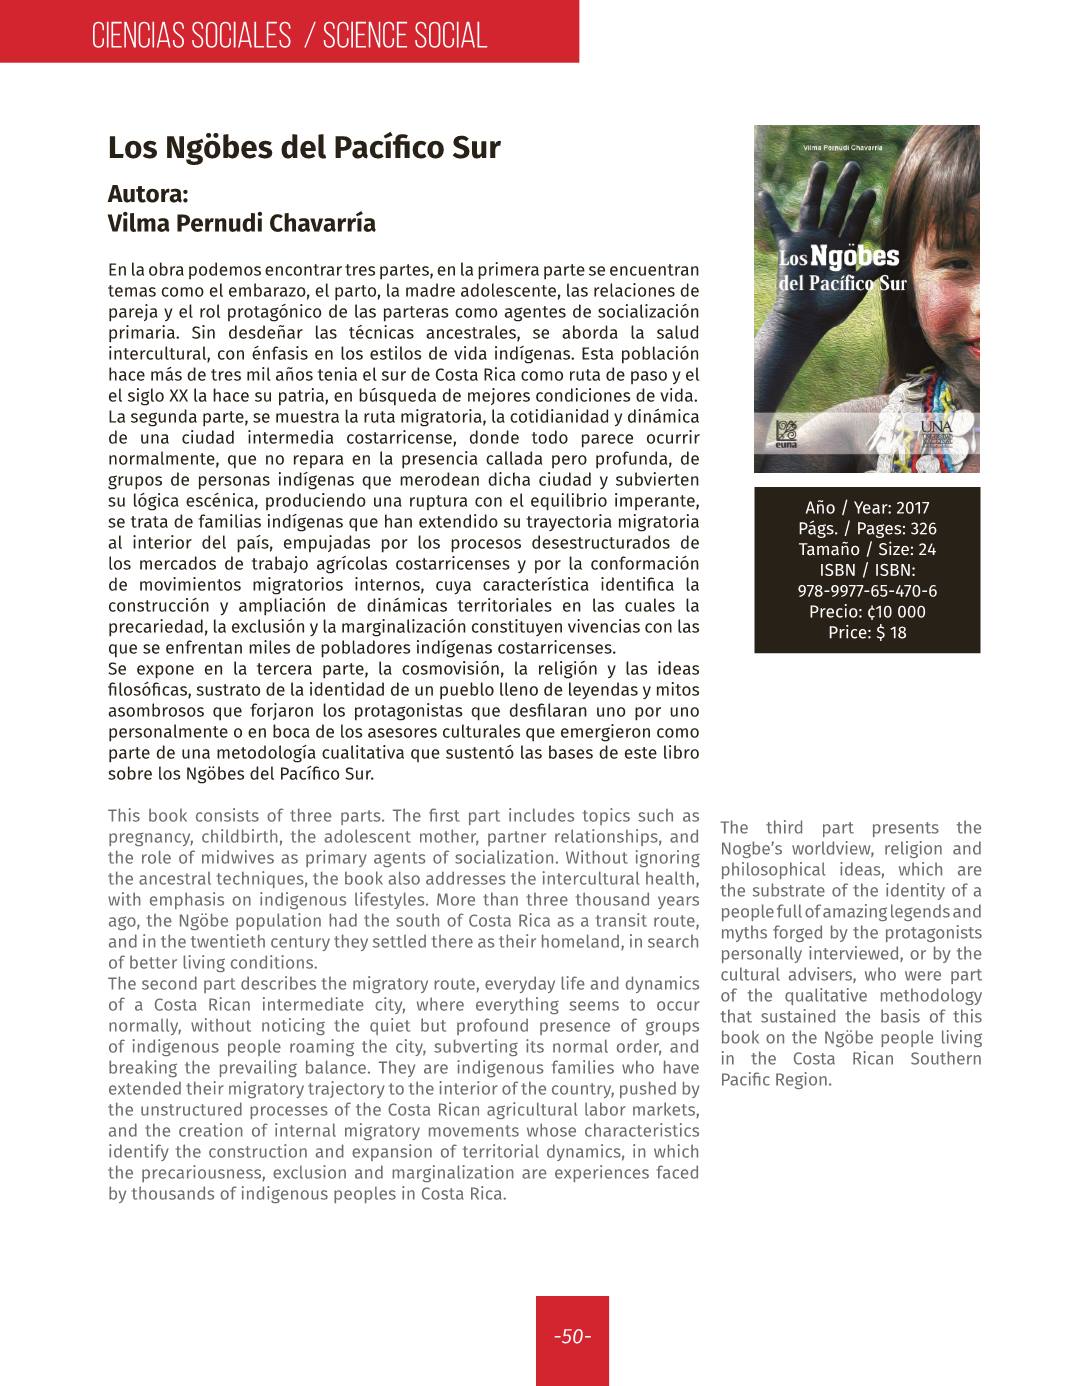 CIENCIAS SOCIALES / SCIENCE SOCIAL
Los Ngöbes del Pacífico Sur
Autora:
Vilma Pernudi Chavarría
En la obra podemos encontrar tres partes, en la primera parte se encuentran
temas como el embarazo, el parto, la madre adolescente, las relaciones de
pareja y el rol protagónico de las parteras como agentes de socialización
primaria. Sin desdeñar las técnicas ancestrales, se aborda la salud
intercultural, con énfasis en los estilos de vida indígenas. Esta población
hace más de tres mil años tenia el sur de Costa Rica como ruta de paso y el
el siglo XX la hace su patria, en búsqueda de mejores condiciones de vida.
La segunda parte, se muestra la ruta migratoria, la cotidianidad y dinámica
de una ciudad intermedia costarricense, donde todo parece ocurrir
normalmente, que no repara en la presencia callada pero profunda, de
grupos de personas indígenas que merodean dicha ciudad y subvierten
su lógica escénica, produciendo una ruptura con el equilibrio imperante,
se trata de familias indígenas que han extendido su trayectoria migratoria
al interior del país, empujadas por los procesos desestructurados de
los mercados de trabajo agrícolas costarricenses y por la conformación
de movimientos migratorios internos, cuya característica identifica la
construcción y ampliación de dinámicas territoriales en las cuales la
precariedad, la exclusión y la marginalización constituyen vivencias con las
que se enfrentan miles de pobladores indígenas costarricenses.
Se expone en la tercera parte, la cosmovisión, la religión y las ideas
filosóficas, sustrato de la identidad de un pueblo lleno de leyendas y mitos
asombrosos que forjaron los protagonistas que desfilaran uno por uno
personalmente o en boca de los asesores culturales que emergieron como
parte de una metodología cualitativa que sustentó las bases de este libro
sobre los Ngöbes del Pacífico Sur.
This book consists of three parts. The first part includes topics such as
pregnancy, childbirth, the adolescent mother, partner relationships, and
the role of midwives as primary agents of socialization. Without ignoring
the ancestral techniques, the book also addresses the intercultural health,
with emphasis on indigenous lifestyles. More than three thousand years
ago, the Ngöbe population had the south of Costa Rica as a transit route,
and in the twentieth century they settled there as their homeland, in search
of better living conditions.
The second part describes the migratory route, everyday life and dynamics
of a Costa Rican intermediate city, where everything seems to occur
normally, without noticing the quiet but profound presence of groups
of indigenous people roaming the city, subverting its normal order, and
breaking the prevailing balance. They are indigenous families who have
extended their migratory trajectory to the interior of the country, pushed by
the unstructured processes of the Costa Rican agricultural labor markets,
and the creation of internal migratory movements whose characteristics
identify the construction and expansion of territorial dynamics, in which
the precariousness, exclusion and marginalization are experiences faced
by thousands of indigenous peoples in Costa Rica.
The third part presents the
Nogbe's worldview, religion and
philosophical ideas, which are
the substrate of the identity of a
people full of amazing legends and
myths forged by the protagonists
personally interviewed, or by the
cultural advisers, who were part
of the qualitative methodology
that sustained the basis of this
book on the Ngöbe people living
in the Costa Rican Southern
Pacific Region.
Vilma Pernudi Chavarría
Los Ngöbes
del Pacífico Sur
euna
UNA
Año / Year: 2017
Págs. / Pages: 326
Tamaño / Size: 24
ISBN / ISBN:
978-9977-65-470-6
Precio: ¢10 000
Price: $ 18
-50-